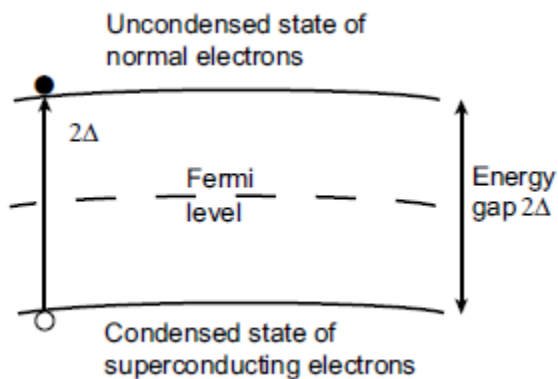 Uncondensed state of
normal electrons
2Δ
Fermi
level
Energy
gap 2Δ
Condensed state of
superconducting electrons